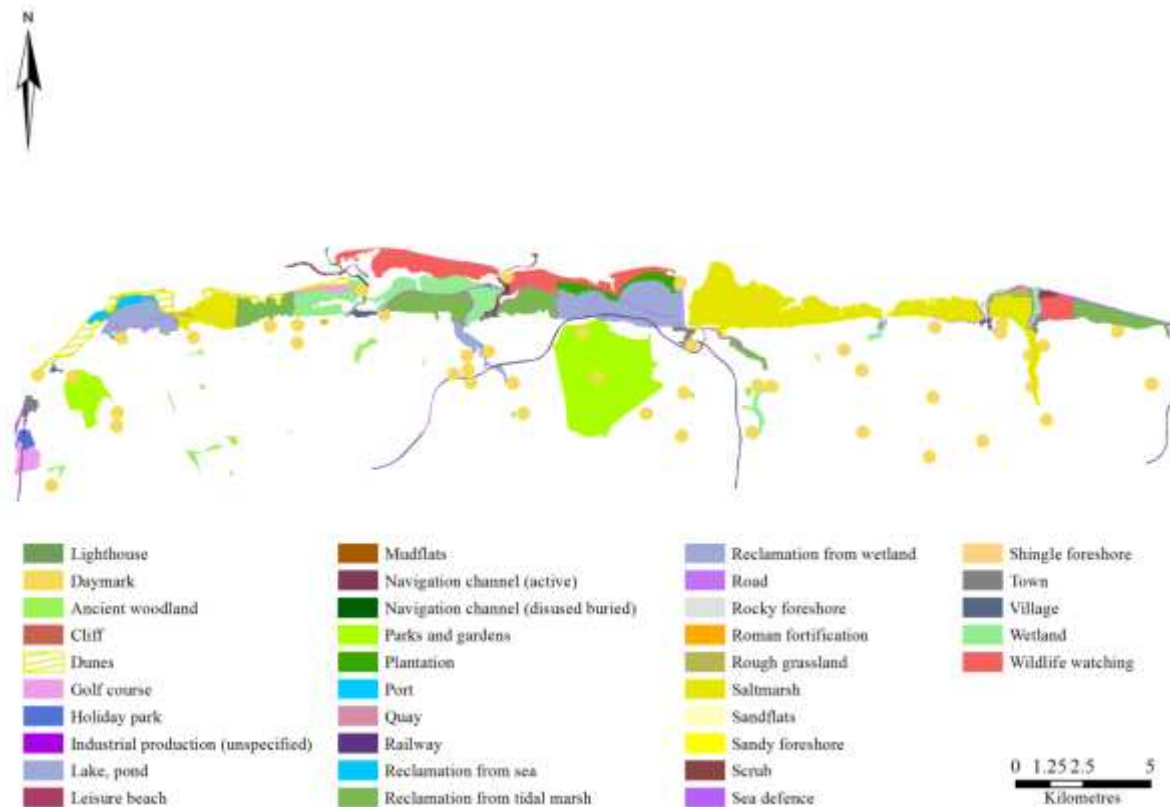 N
Lighthouse
Daymark
Ancient woodland
Cliff
Dunes
Golf course
Holiday park
Industrial production (unspecified)
Lake, pond
Leisure beach
Mudflats
Navigation channel (active)
Navigation channel (disused buried)
Parks and gardens
Plantation
Port
Quay
Railway
Reclamation from sea
Reclamation from tidal marsh
Reclamation from wetland
Road
Rocky foreshore
Roman fortification
Rough grassland
Saltmarsh
Sandflats
Sandy foreshore
Scrub
Sea defence
Shingle foreshore
Town
Village
Wetland
Wildlife watching
0 1.25 2.5 5
Kilometres